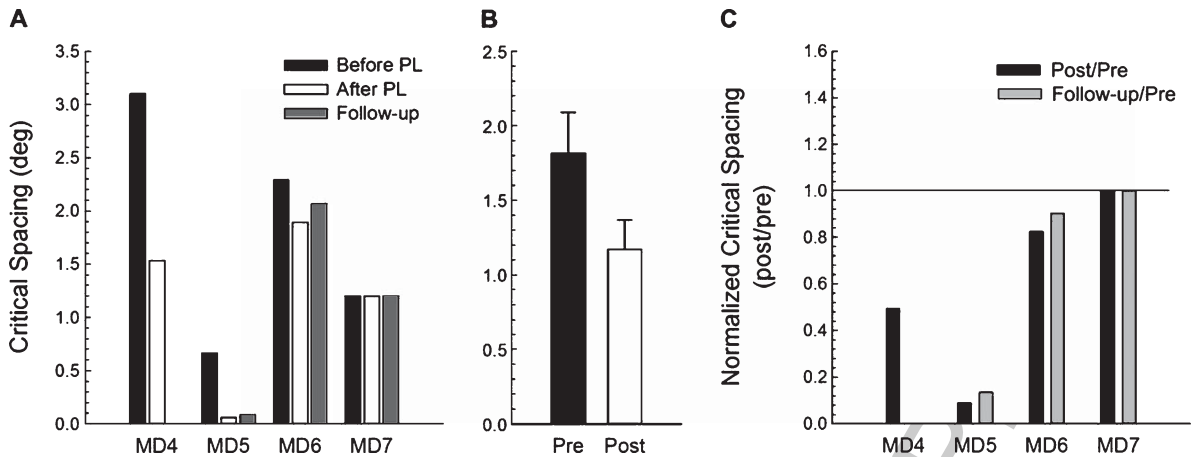 A
Critical Spacing (deg)
3.5
3.0
2.5
2.0
1.5
1.0
0.5
0.0
Before PL
After PL
Follow-up
MD4 MD5 MD6 MD7
B
2.5
2.0
1.5
1.0
0.5
0.0
Pre Post
C
Normalized Critical Spacing
(post/pre)
1.6
1.4
1.2
1.0
0.8
0.6
0.4
0.2
0.0
Post/Pre
Follow-up/Pre
MD4 MD5 MD6 MD7